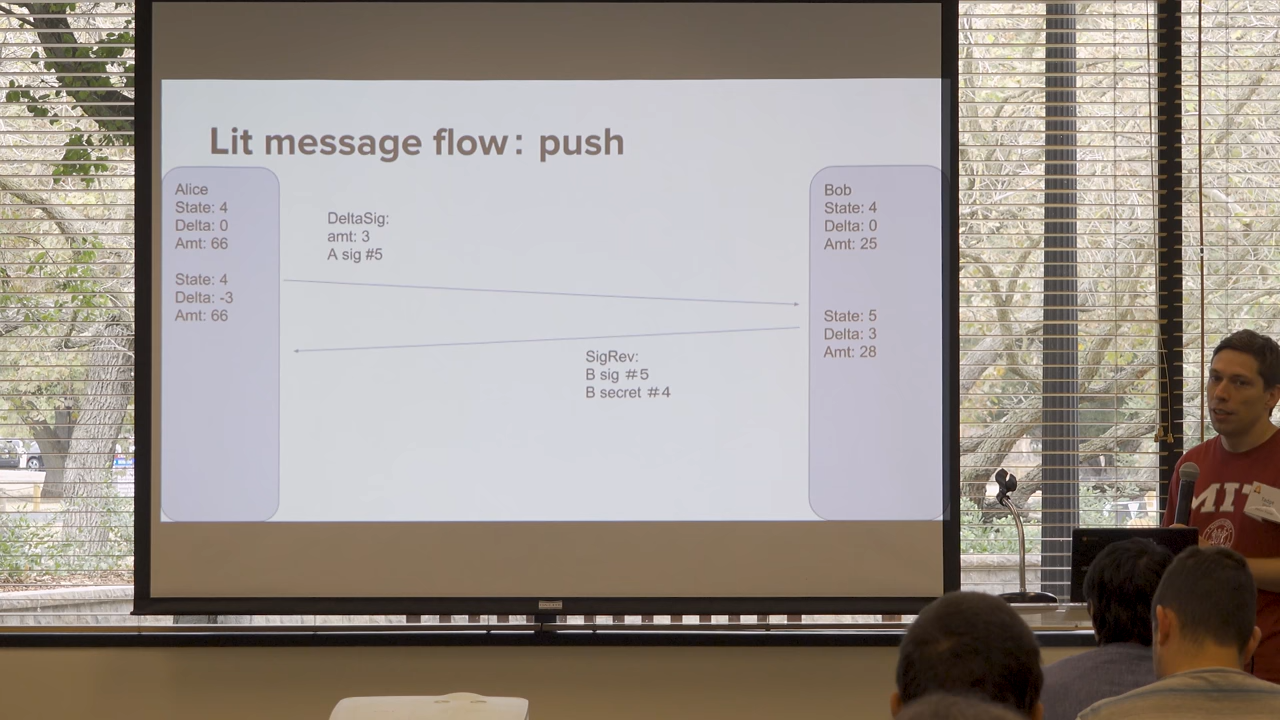 Lit message flow: push
Alice
State: 4
Delta: 0
Amt: 66
State: 4
Delta: -3
Amt: 66
DeltaSig:
amt: 3
A sig #5
SigRev:
B sig #5
B secret #4
Bob
State: 4
Delta: 0
Amt: 25
State: 5
Delta: 3
Amt: 28
MIT